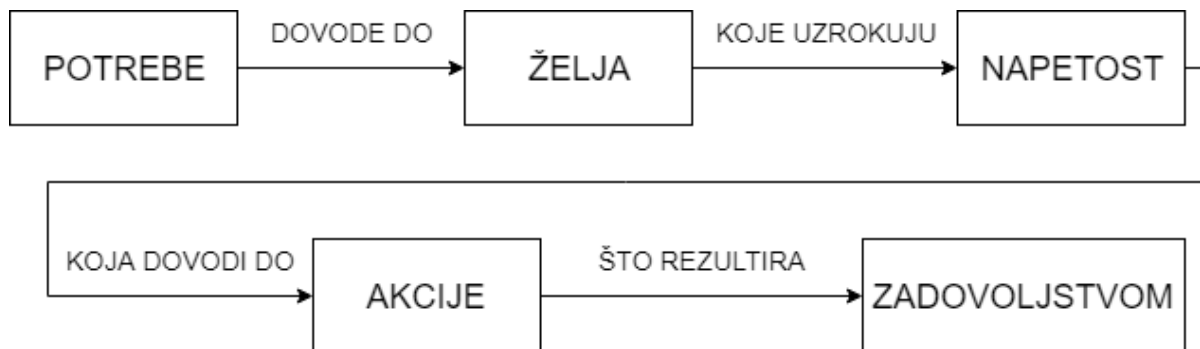 POTREBE
DOVODE DO
ŽELJA
KOJE UZROKUJU
NAPETOST
KOJA DOVODI DO
AKCIJE
ŠTO REZULTIRA
ZADOVOLJSTVOM